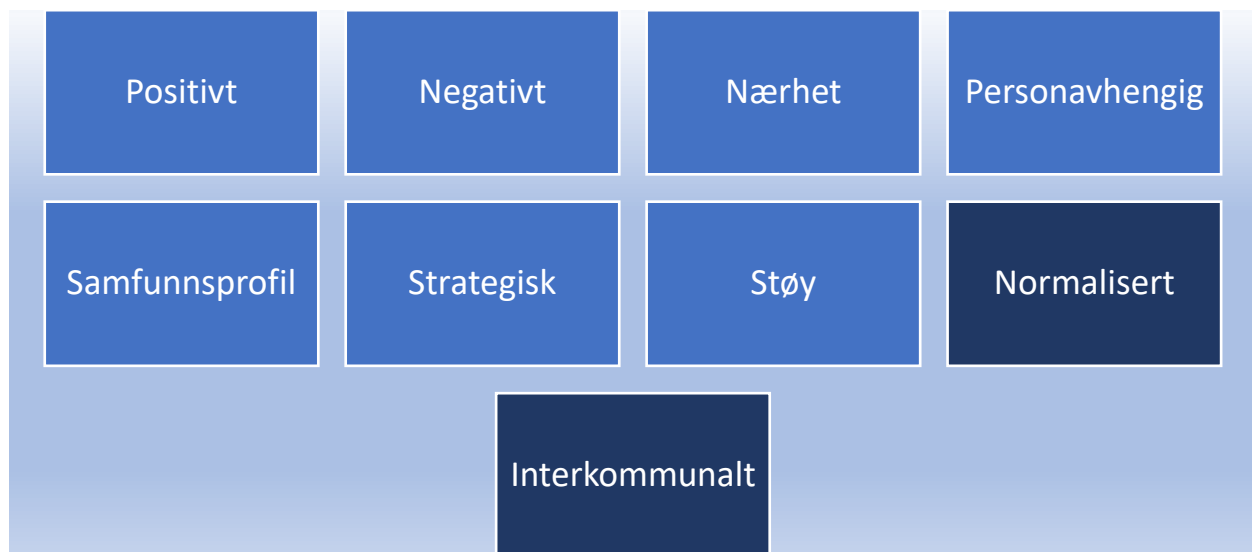 Positivt
Negativt
Nærhet
Personavhengig
Samfunnsprofil
Strategisk
Støy
Normalisert
Interkommunalt